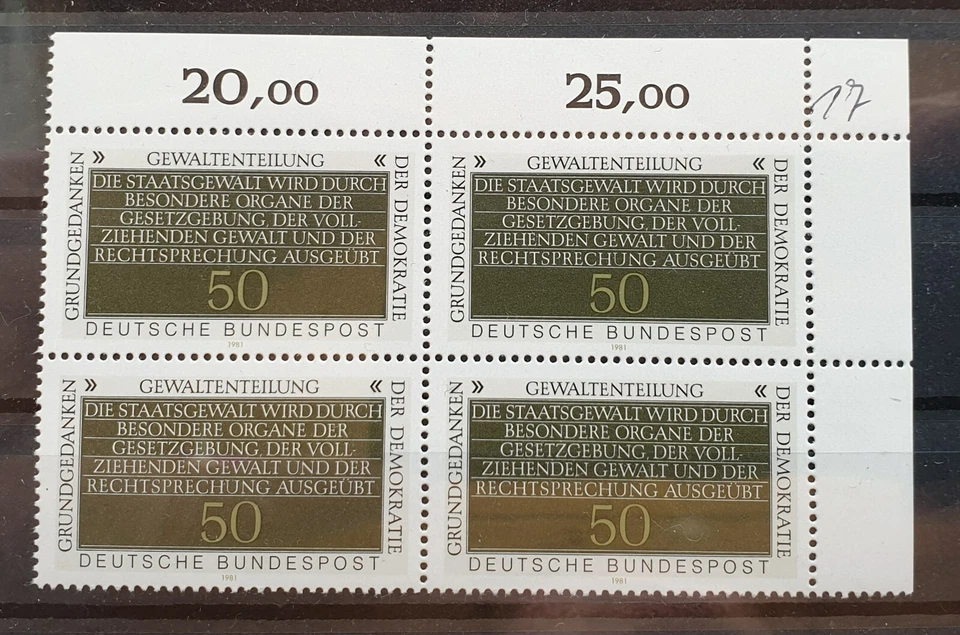 20,00
25,00
17
» GEWALTENTEILUNG «
GRUNDGEDANKEN
DIE STAATSGEWALT WIRD DURCH
BESONDERE ORGANE DER
GESETZGEBUNG, DER VOLL-
ZIEHENDEN GEWALT UND DER
RECHTSPRECHUNG AUSGEÜBT
50
DER DEMOKRATIE
DEUTSCHE BUNDESPOST
1981
» GEWALTENTEILUNG «
GRUNDGEDANKEN
DIE STAATSGEWALT WIRD DURCH
BESONDERE ORGANE DER
GESETZGEBUNG, DER VOLL-
ZIEHENDEN GEWALT UND DER
RECHTSPRECHUNG AUSGEÜBT
50
DER DEMOKRATIE
DEUTSCHE BUNDESPOST
1981
» GEWALTENTEILUNG «
GRUNDGEDANKEN
DIE STAATSGEWALT WIRD DURCH
BESONDERE ORGANE DER
GESETZGEBUNG, DER VOLL-
ZIEHENDEN GEWALT UND DER
RECHTSPRECHUNG AUSGEÜBT
50
DER DEMOKRATIE
DEUTSCHE BUNDESPOST
1981
» GEWALTENTEILUNG «
GRUNDGEDANKEN
DIE STAATSGEWALT WIRD DURCH
BESONDERE ORGANE DER
GESETZGEBUNG, DER VOLL-
ZIEHENDEN GEWALT UND DER
RECHTSPRECHUNG AUSGEÜBT
50
DER DEMOKRATIE
DEUTSCHE BUNDESPOST
1981